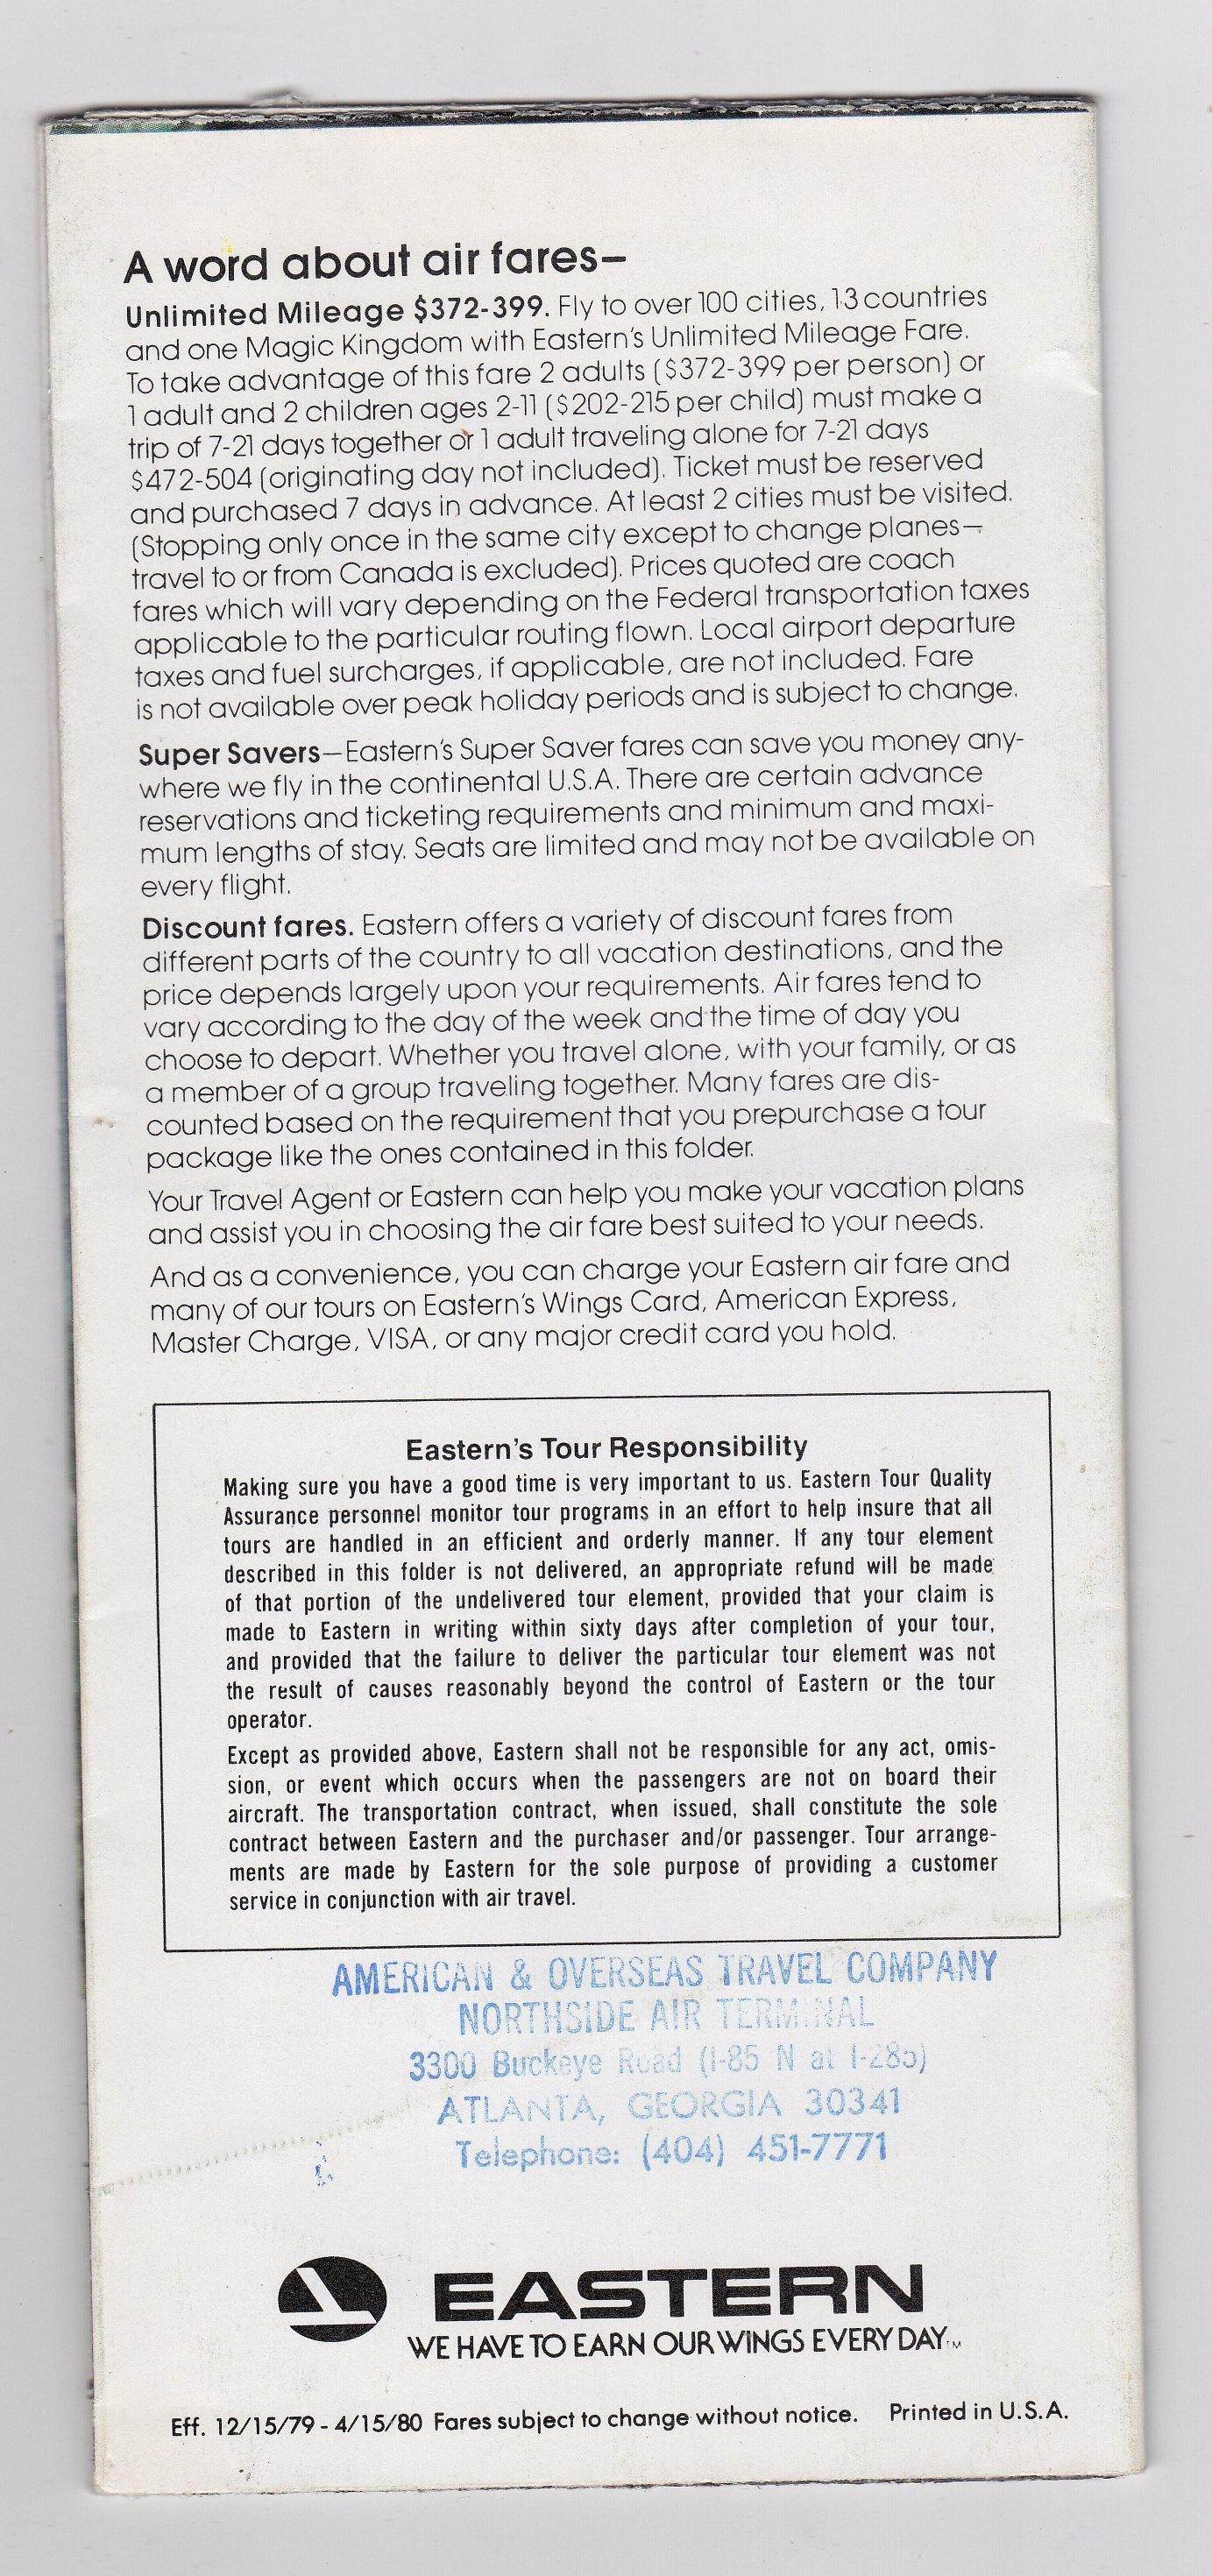 A word about air fares—
Unlimited Mileage $372-399. Fly to over 100 cities, 13 countries
and one Magic Kingdom with Eastern's Unlimited Mileage Fare.
To take advantage of this fare 2 adults ($372-399 per person) or
1 adult and 2 children ages 2-11 ($202-215 per child) must make a
trip of 7-21 days together or 1 adult traveling alone for 7-21 days
$472-504 (originating day not included). Ticket must be reserved
and purchased 7 days in advance. At least 2 cities must be visited.
(Stopping only once in the same city except to change planes—
travel to or from Canada is excluded). Prices quoted are coach
fares which will vary depending on the Federal transportation taxes
applicable to the particular routing flown. Local airport departure
taxes and fuel surcharges, if applicable, are not included. Fare
is not available over peak holiday periods and is subject to change.
Super Savers—Eastern's Super Saver fares can save you money any-
where we fly in the continental U.S.A. There are certain advance
reservations and ticketing requirements and minimum and maxi-
mum lengths of stay. Seats are limited and may not be available on
every flight.
Discount fares. Eastern offers a variety of discount fares from
different parts of the country to all vacation destinations, and the
price depends largely upon your requirements. Air fares tend to
vary according to the day of the week and the time of day you
choose to depart. Whether you travel alone, with your family, or as
a member of a group traveling together. Many fares are dis-
counted based on the requirement that you prepurchase a tour
package like the ones contained in this folder.
Your Travel Agent or Eastern can help you make your vacation plans
and assist you in choosing the air fare best suited to your needs.
And as a convenience, you can charge your Eastern air fare and
many of our tours on Eastern's Wings Card, American Express,
Master Charge, VISA, or any major credit card you hold.
Eastern's Tour Responsibility
Making sure you have a good time is very important to us. Eastern Tour Quality
Assurance personnel monitor tour programs in an effort to help insure that all
tours are handled in an efficient and orderly manner. If any tour element
described in this folder is not delivered, an appropriate refund will be made
of that portion of the undelivered tour element, provided that your claim is
made to Eastern in writing within sixty days after completion of your tour,
and provided that the failure to deliver the particular tour element was not
the result of causes reasonably beyond the control of Eastern or the tour
operator.
Except as provided above, Eastern shall not be responsible for any act, omis-
sion, or event which occurs when the passengers are not on board their
aircraft. The transportation contract, when issued, shall constitute the sole
contract between Eastern and the purchaser and/or passenger. Tour arrange-
ments are made by Eastern for the sole purpose of providing a customer
service in conjunction with air travel.
AMERICAN & OVERSEAS TRAVEL COMPANY
NORTHSIDE AIR TERMINAL
3300 Buckeye Road (I-85 N at I-285)
ATLANTA, GEORGIA 30341
Telephone: (404) 451-7771
EASTERN
WE HAVE TO EARN OUR WINGS EVERY DAY.™
Eff. 12/15/79 - 4/15/80 Fares subject to change without notice. Printed in U.S.A.